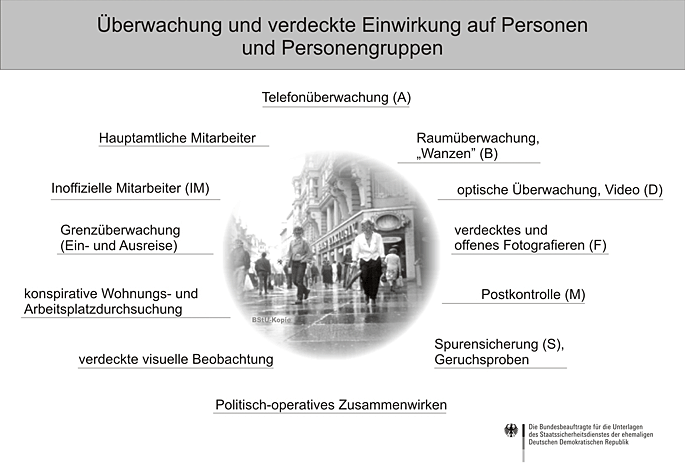 Überwachung und verdeckte Einwirkung auf Personen
und Personengruppen
Telefonüberwachung (A)
Hauptamtliche Mitarbeiter
Raumüberwachung,
„Wanzen” (B)
Inoffizielle Mitarbeiter (IM)
optische Überwachung, Video (D)
Grenzüberwachung
(Ein- und Ausreise)
verdecktes und
offenes Fotografieren (F)
konspirative Wohnungs- und
Arbeitsplatzdurchsuchung
Postkontrolle (M)
BStU-Kopie
verdeckte visuelle Beobachtung
Spurensicherung (S),
Geruchsproben
Politisch-operatives Zusammenwirken
Die Bundesbeauftragte für die Unterlagen
des Staatssicherheitsdienstes der ehemaligen
Deutschen Demokratischen Republik